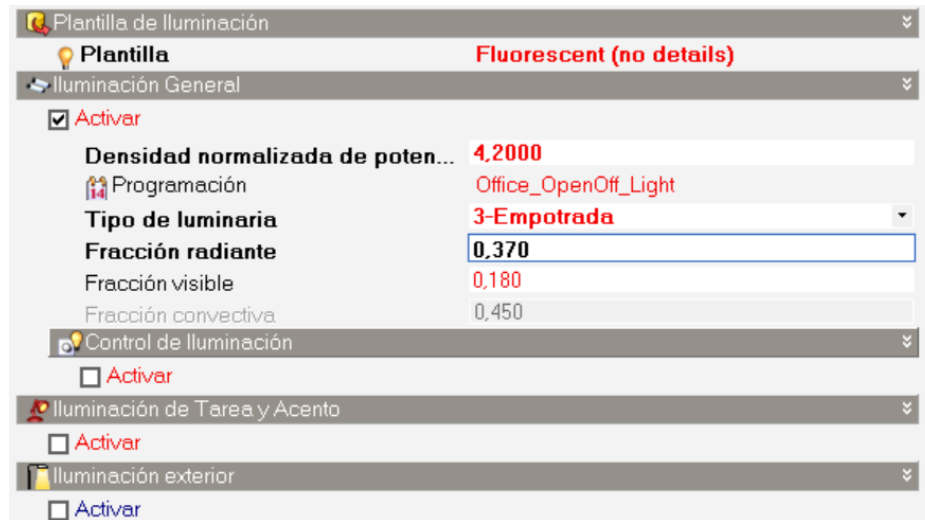 Plantilla de Iluminación
Plantilla Fluorescent (no details)
Iluminación General
Activar
Densidad normalizada de poten... 4,2000
14 Programación Office_OpenOff_Light
Tipo de luminaria 3-Empotrada
Fracción radiante 0,370
Fracción visible 0,180
Fracción convectiva 0,450
Control de Iluminación
Activar
Iluminación de Tarea y Acento
Activar
Iluminación exterior
Activar